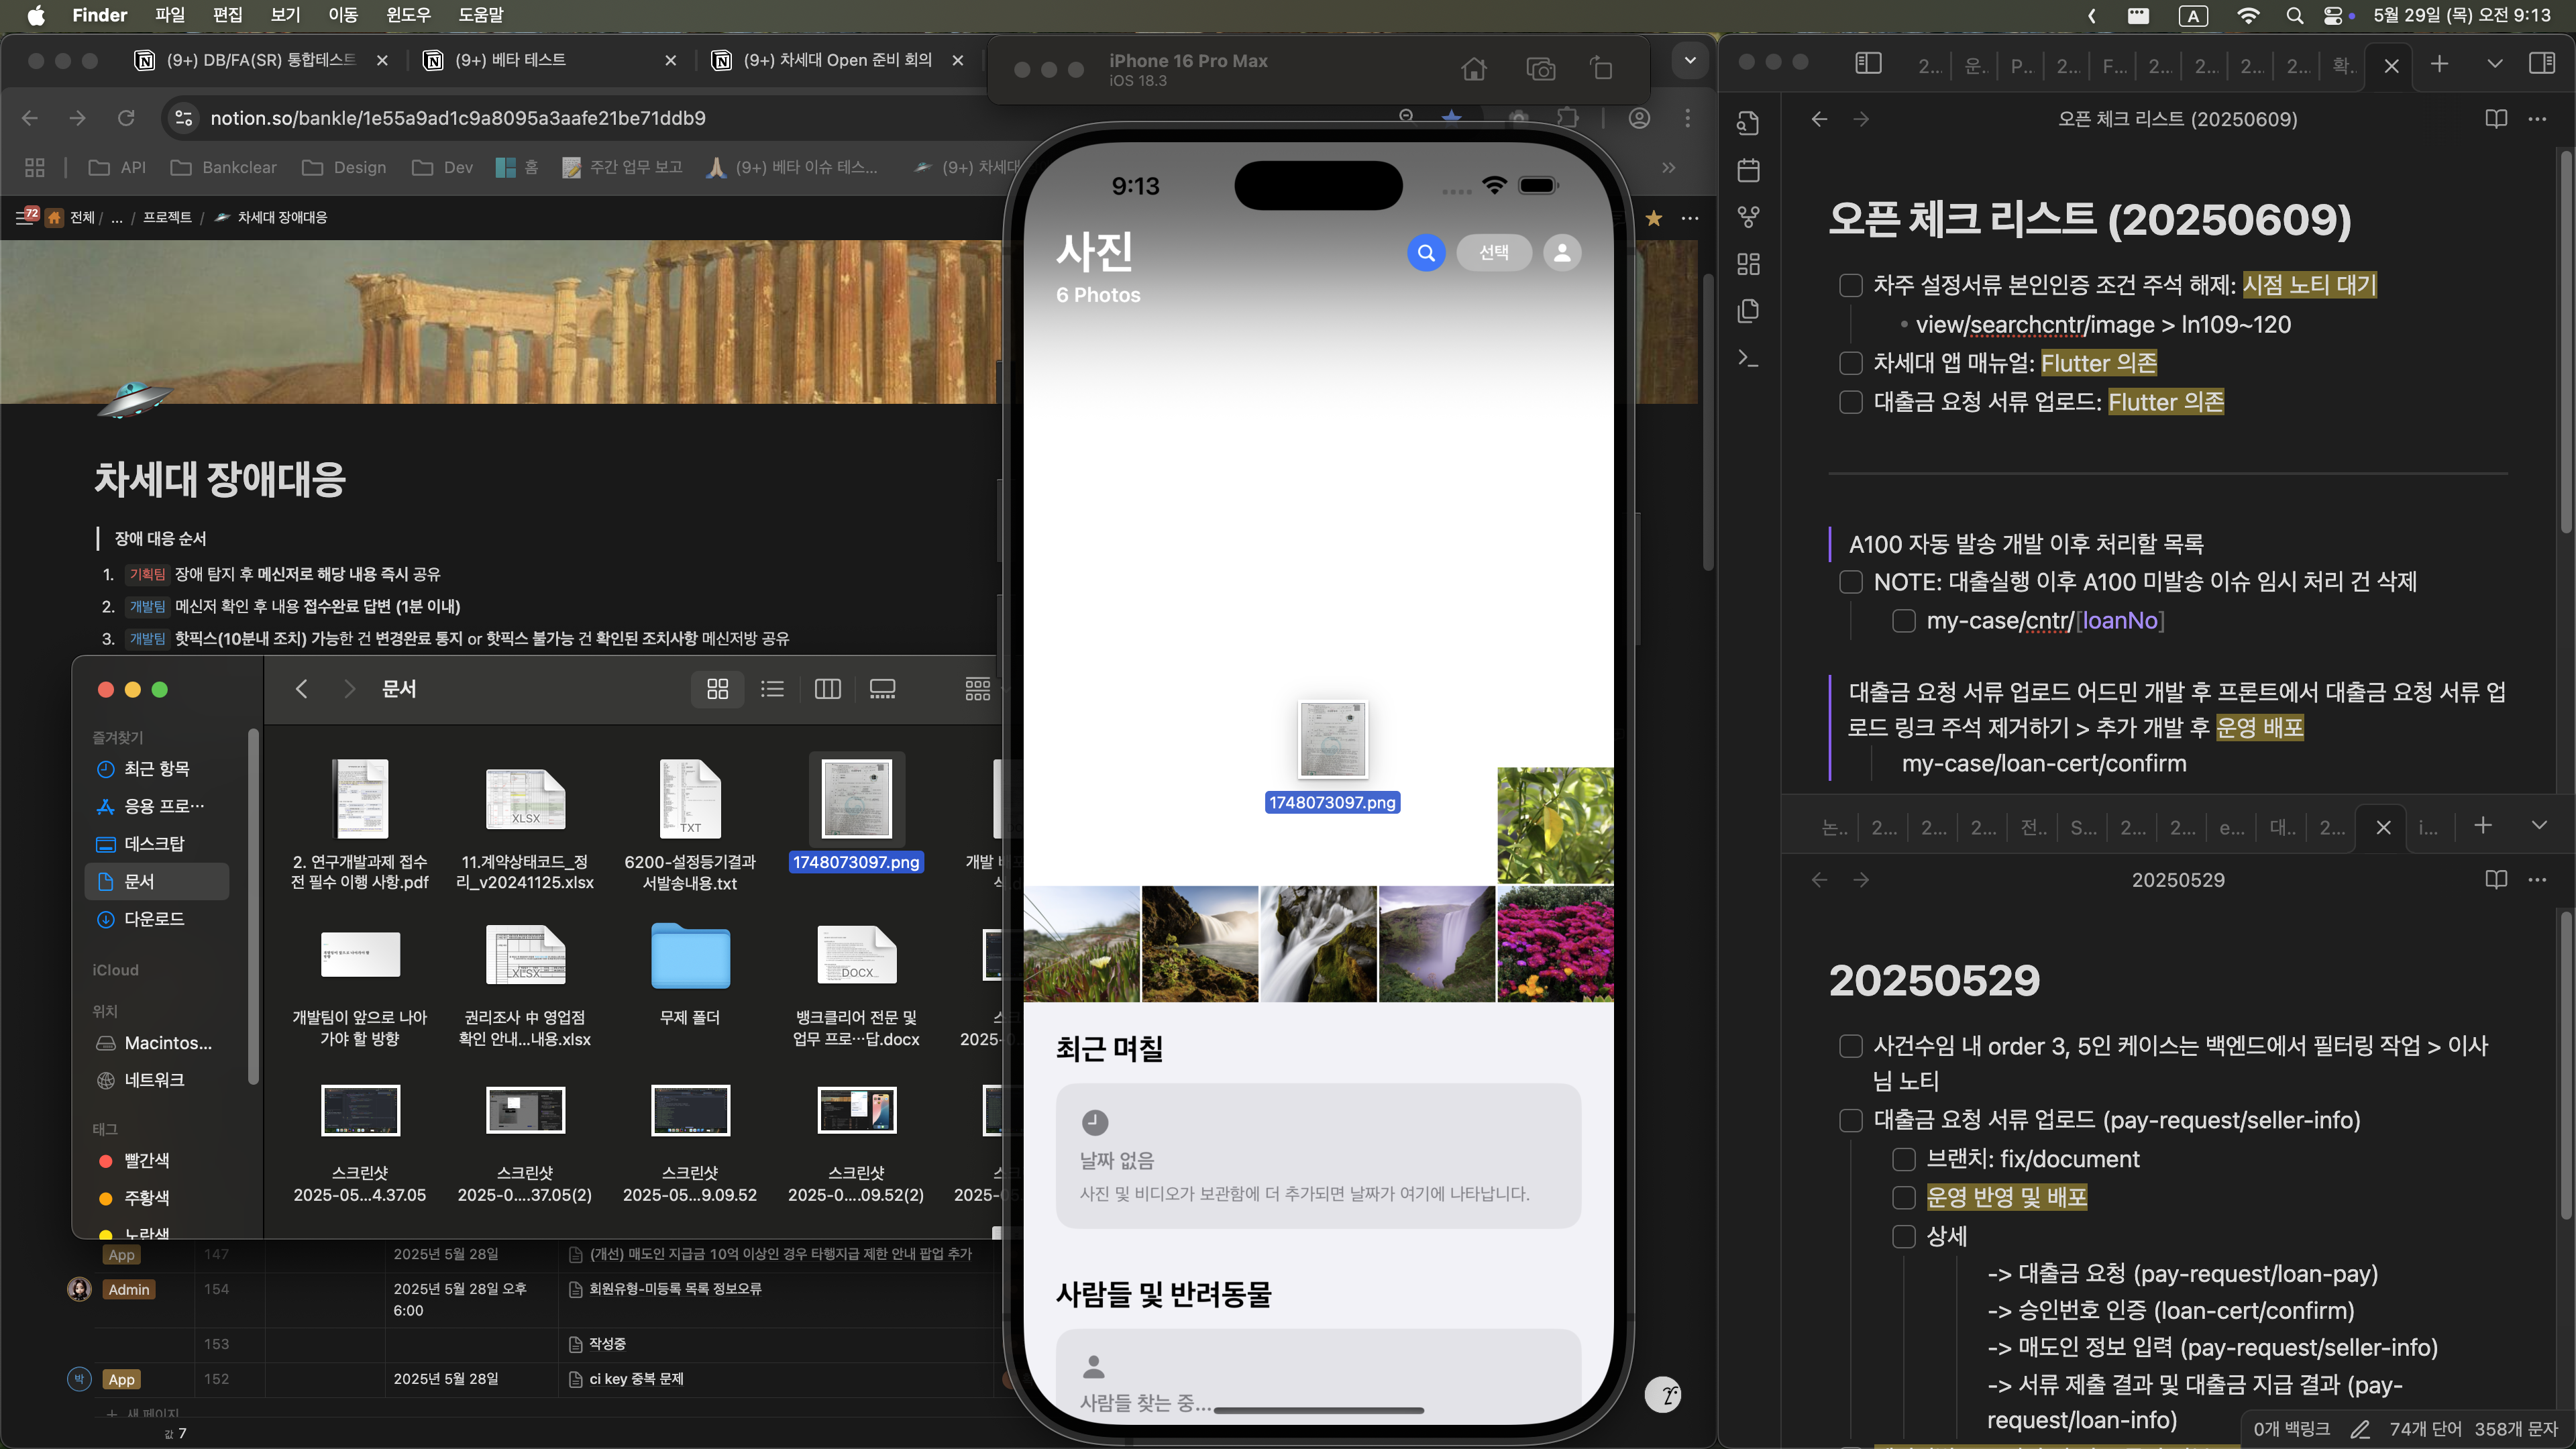 Finder 파일 편집 보기 이동 윈도우 도움말
A
5월 29일 (목) 오전 9:13
(9+) DB/FA(SR) 통합테스트
(9+) 베타 테스트
(9+) 차세대 Open 준비 회의
notion.so/bankle/1e55a9ad1c9a8095a3aafe21be71ddb9
API Bankclear Design Dev 홈 주간 업무 보고 (9+) 베타 이슈 테스... (9+) 차세대
72 전체 / ... / 프로젝트 / 차세대 장애대응
차세대 장애대응
장애 대응 순서
1. 기획팀 장애 탐지 후 메신저로 해당 내용 즉시 공유
2. 개발팀 메신저 확인 후 내용 접수완료 답변 (1분 이내)
3. 개발팀 핫픽스(10분내 조치) 가능한 건 변경완료 통지 or 핫픽스 불가능 건 확인된 조치사항 메신저방 공유
문서
즐겨찾기
최근 항목
응용 프로…
데스크탑
문서
다운로드
iCloud
위치
Macintos...
네트워크
태그
빨간색
주황색
노란색
2. 연구개발과제 접수
전 필수 이행 사항.pdf
XLSX
11.계약상태코드_정
리_v20241125.xlsx
TXT
6200-설정등기결과
서발송내용.txt
1748073097.png
개발
개발팀이 앞으로 나아
가야 할 방향
XLSX
권리조사 中 영업점
확인 안내...내용.xlsx
무제 폴더
DOCX
뱅크클리어 전문 및
업무 프로…답.docx
2025-0
스크린샷
2025-05...4.37.05
스크린샷
2025-0....37.05(2)
스크린샷
2025-05...9.09.52
스크린샷
2025-0....09.52(2)
2025-05
App 147 2025년 5월 28일 (개선) 매도인 지급금 10억 이상인 경우 타행지급 제한 안내 팝업 추가
Admin 154 2025년 5월 28일 오후
6:00
회원유형-미등록 목록 정보오류
153 작성중
박 App 152 2025년 5월 28일 ci key 중복 문제
+ 새 페이지
값 7
iPhone 16 Pro Max
iOS 18.3
9:13
사진
6 Photos
선택
1748073097.png
최근 며칠
날짜 없음
사진 및 비디오가 보관함에 더 추가되면 날짜가 여기에 나타납니다.
사람들 및 반려동물
사람들 찾는 중...
2... 운.. P... 2... F... 2... 2... 2... 2... 확..
오픈 체크 리스트 (20250609)
오픈 체크 리스트 (20250609)
차주 설정서류 본인인증 조건 주석 해제: 시점 노티 대기
• view/searchcntr/image > ln109~120
차세대 앱 매뉴얼: Flutter 의존
대출금 요청 서류 업로드: Flutter 의존
A100 자동 발송 개발 이후 처리할 목록
NOTE: 대출실행 이후 A100 미발송 이슈 임시 처리 건 삭제
my-case/cntr/[loanNo]
대출금 요청 서류 업로드 어드민 개발 후 프론트에서 대출금 요청 서류 업
로드 링크 주석 제거하기 > 추가 개발 후 운영 배포
my-case/loan-cert/confirm
논.. 2... 2... 2... 전.. S... 2... 2... e... 대.. 2... i...
20250529
20250529
사건수임 내 order 3, 5인 케이스는 백엔드에서 필터링 작업 > 이사
님 노티
대출금 요청 서류 업로드 (pay-request/seller-info)
브랜치: fix/document
운영 반영 및 배포
상세
-> 대출금 요청 (pay-request/loan-pay)
-> 승인번호 인증 (loan-cert/confirm)
-> 매도인 정보 입력 (pay-request/seller-info)
-> 서류 제출 결과 및 대출금 지급 결과 (pay-
request/loan-info)
0개 백링크 74개 단어 358개 문자